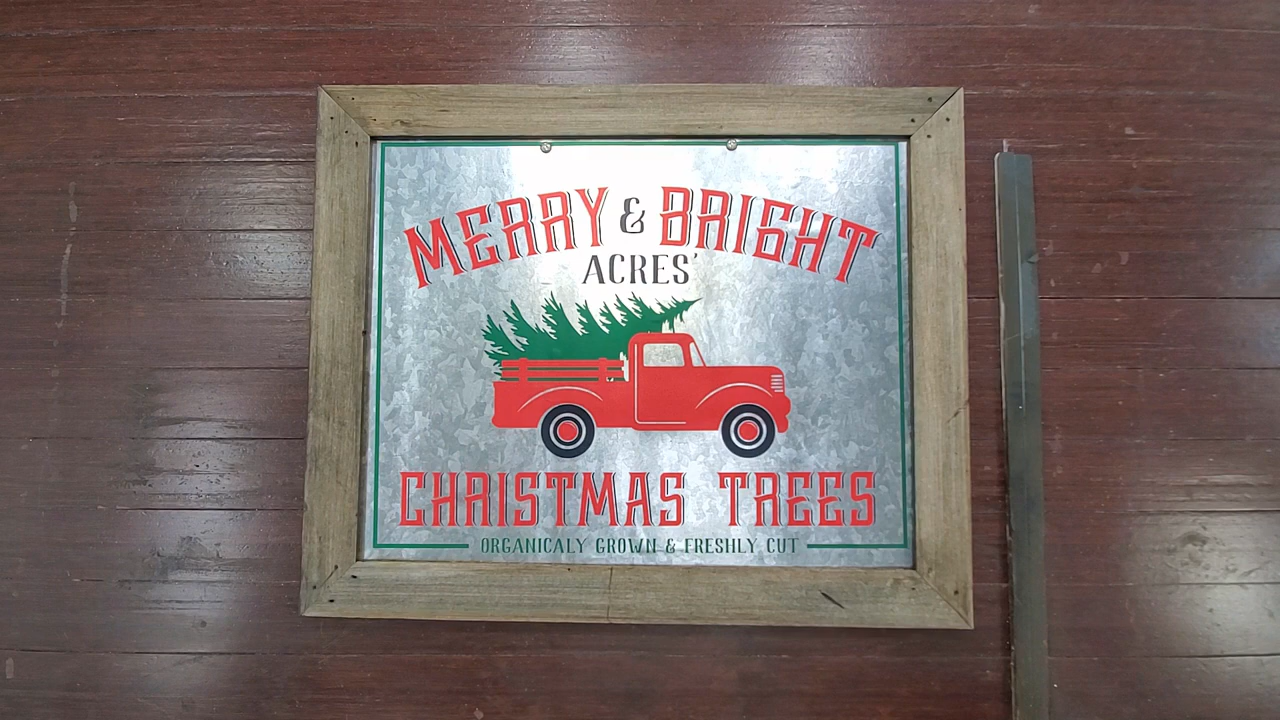 MERRY & BRIGHT
ACRES'
CHRISTMAS TREES
ORGANICALY GROWN & FRESHLY CUT